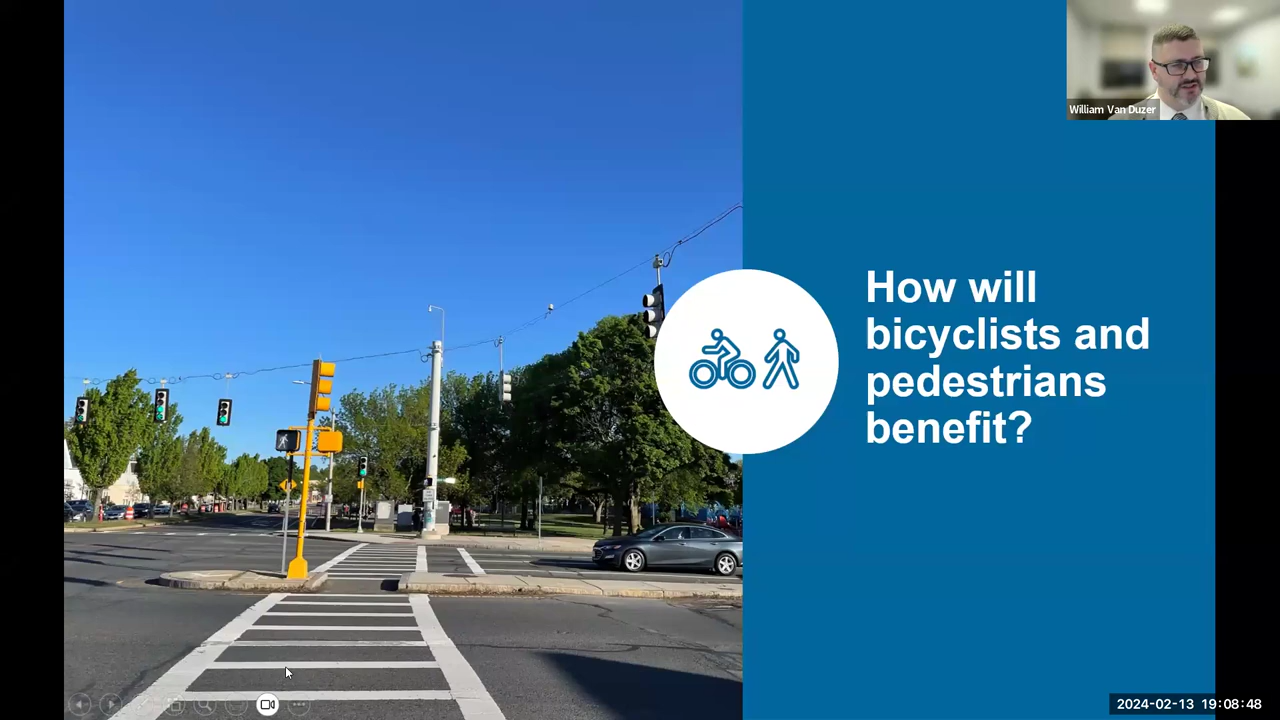 William Van Duzer
How will
bicyclists and
pedestrians
benefit?
2024-02-13 19:08:48